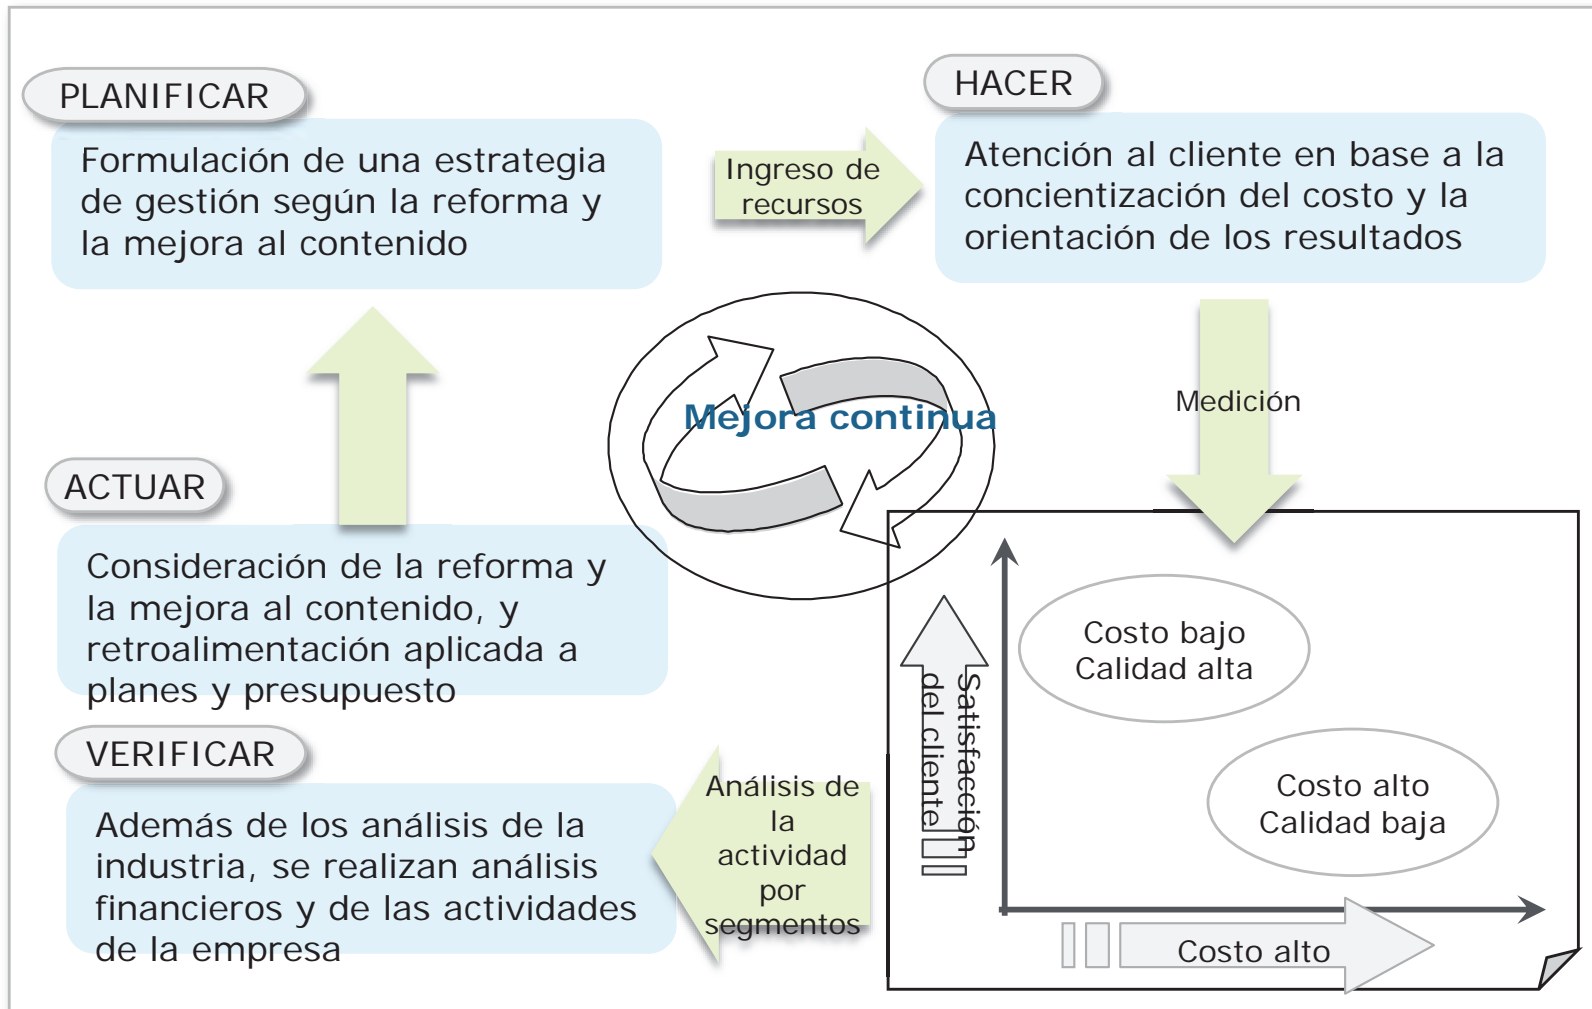 PLANIFICAR
Formulación de una estrategia
de gestión según la reforma y
la mejora al contenido
Ingreso de
recursos
HACER
Atención al cliente en base a la
concientización del costo y la
orientación de los resultados
Mejora continua
Medición
ACTUAR
Consideración de la reforma y
la mejora al contenido, y
retroalimentación aplicada a
planes y presupuesto
VERIFICAR
Además de los análisis de la
industria, se realizan análisis
financieros y de las actividades
de la empresa
Análisis de
la
actividad
por
segmentos
Satisfacción
del cliente
Costo bajo
Calidad alta
Costo alto
Calidad baja
Costo alto